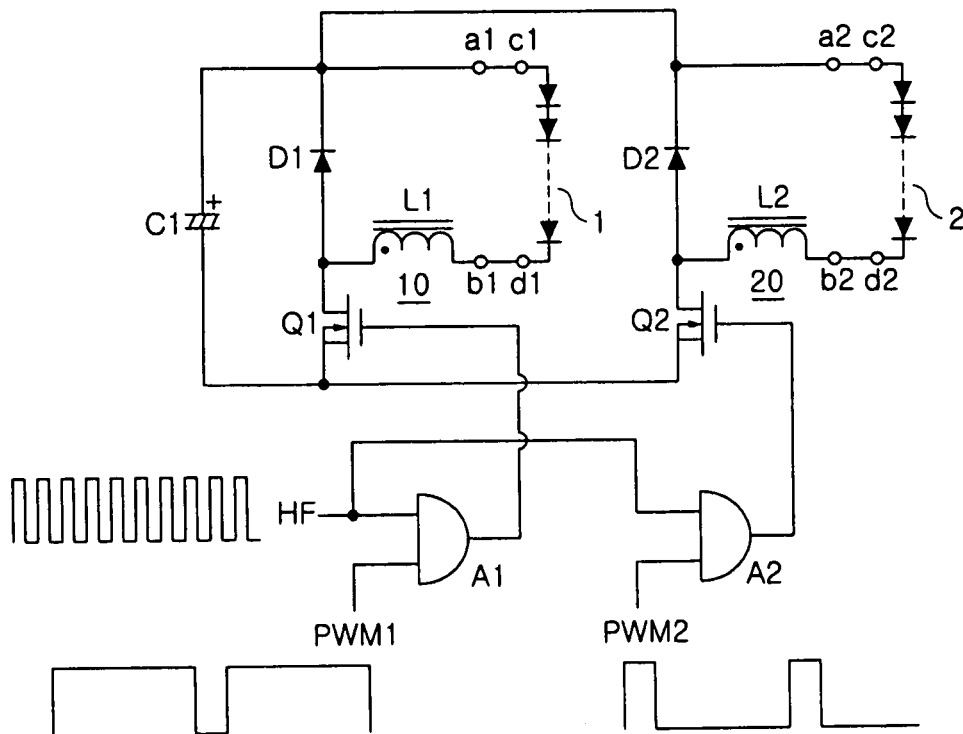 a1 c1
a2 c2
D1
D2
C1 +
L1
1
L2
2
10
b1 d1
20
b2 d2
Q1
Q2
HF
A1
A2
PWM1
PWM2